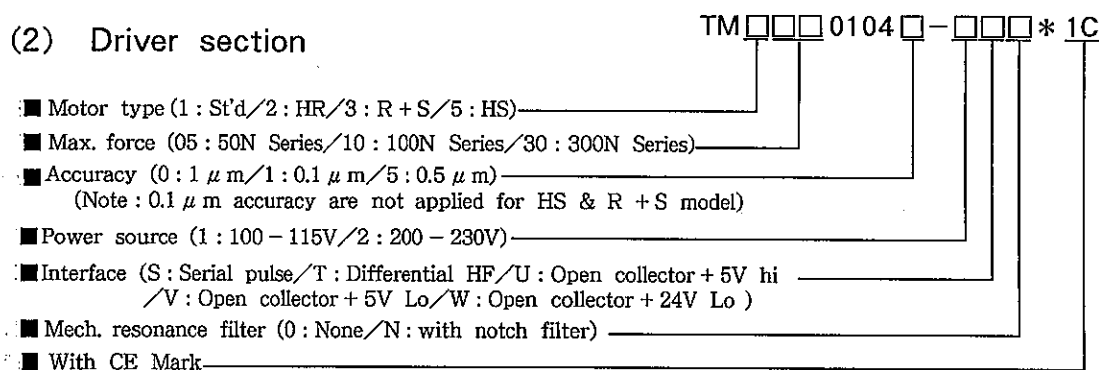 (2) Driver section
TM□□□0104□-□□□* 1C
■ Motor type (1 : St'd/2 : HR/3 : R + S/5 : HS)
■ Max. force (05 : 50N Series/10 : 100N Series/30 : 300N Series)
■ Accuracy (0 : 1 μm/1 : 0.1 μm/5 : 0.5 μm)
(Note : 0.1 μm accuracy are not applied for HS & R + S model)
■ Power source (1 : 100 - 115V/2 : 200 - 230V)
■ Interface (S : Serial pulse/T : Differential HF/U : Open collector + 5V hi
/V : Open collector + 5V Lo/W : Open collector + 24V Lo )
■ Mech. resonance filter (0 : None/N : with notch filter)
■ With CE Mark